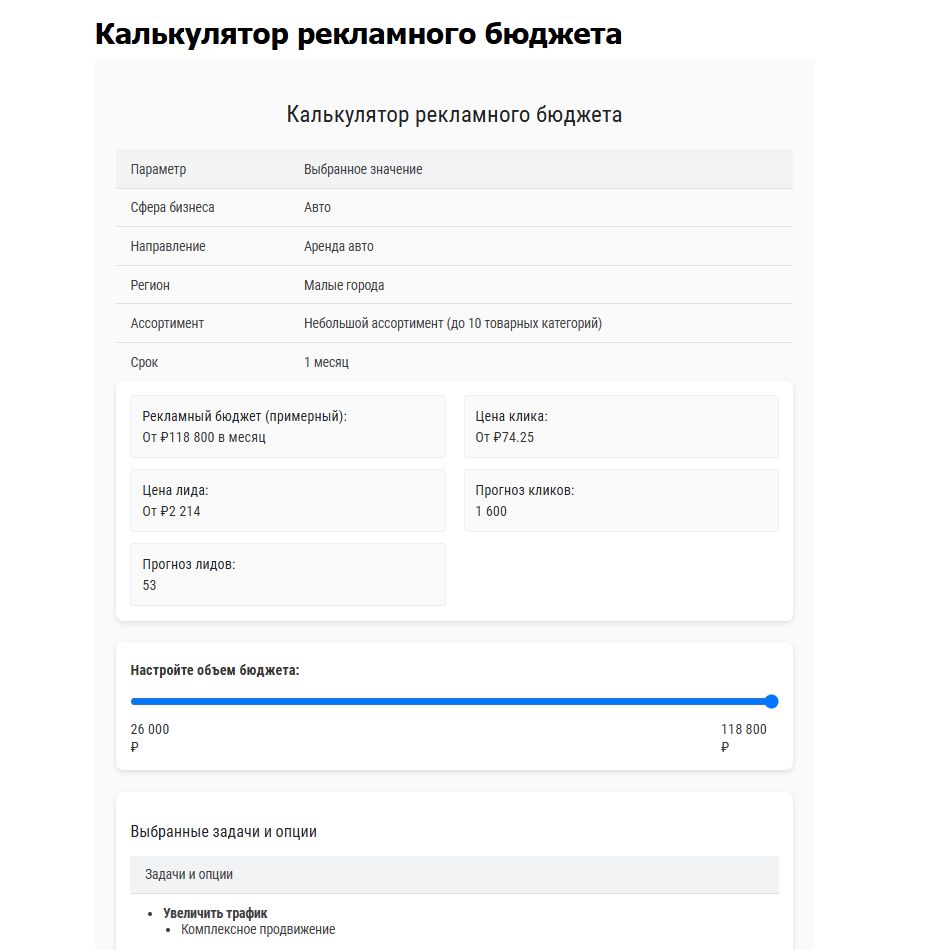 Калькулятор рекламного бюджета
Калькулятор рекламного бюджета
Параметр Выбранное значение
Сфера бизнеса Авто
Направление Аренда авто
Регион Малые города
Ассортимент Небольшой ассортимент (до 10 товарных категорий)
Срок 1 месяц
Рекламный бюджет (примерный):
От ₽118 800 в месяц
Цена клика:
От ₽74.25
Цена лида:
От ₽2 214
Прогноз кликов:
1 600
Прогноз лидов:
53
Настройте объем бюджета:
26 000 118 800
₽ ₽
Выбранные задачи и опции
Задачи и опции
Увеличить трафик
Комплексное продвижение